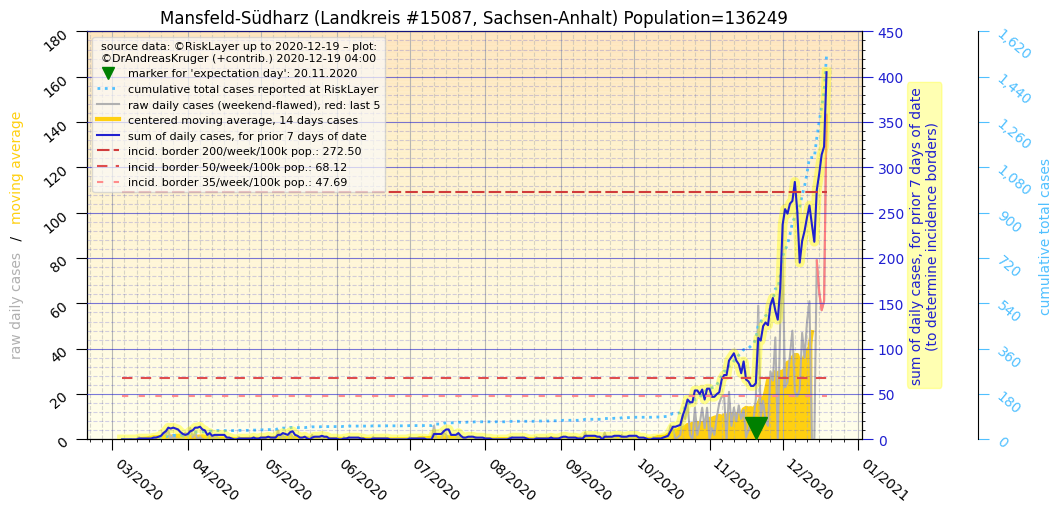 Mansfeld-Südharz (Landkreis #15087, Sachsen-Anhalt) Population=136249
source data: ©RiskLayer up to 2020-12-19 – plot:
©DrAndreasKruger (+contrib.) 2020-12-19 04:00
marker for 'expectation day': 20.11.2020
cumulative total cases reported at RiskLayer
raw daily cases (weekend-flawed), red: last 5
centered moving average, 14 days cases
sum of daily cases, for prior 7 days of date
incid. border 200/week/100k pop.: 272.50
incid. border 50/week/100k pop.: 68.12
incid. border 35/week/100k pop.: 47.69
raw daily cases / moving average
180
160
140
120
100
80
60
40
20
0
03/2020
04/2020
05/2020
06/2020
07/2020
08/2020
09/2020
10/2020
11/2020
12/2020
01/2021
450
400
350
300
250
200
150
100
50
0
sum of daily cases, for prior 7 days of date
(to determine incidence borders)
1,620
1,440
1,260
1,080
900
720
540
360
180
0
cumulative total cases